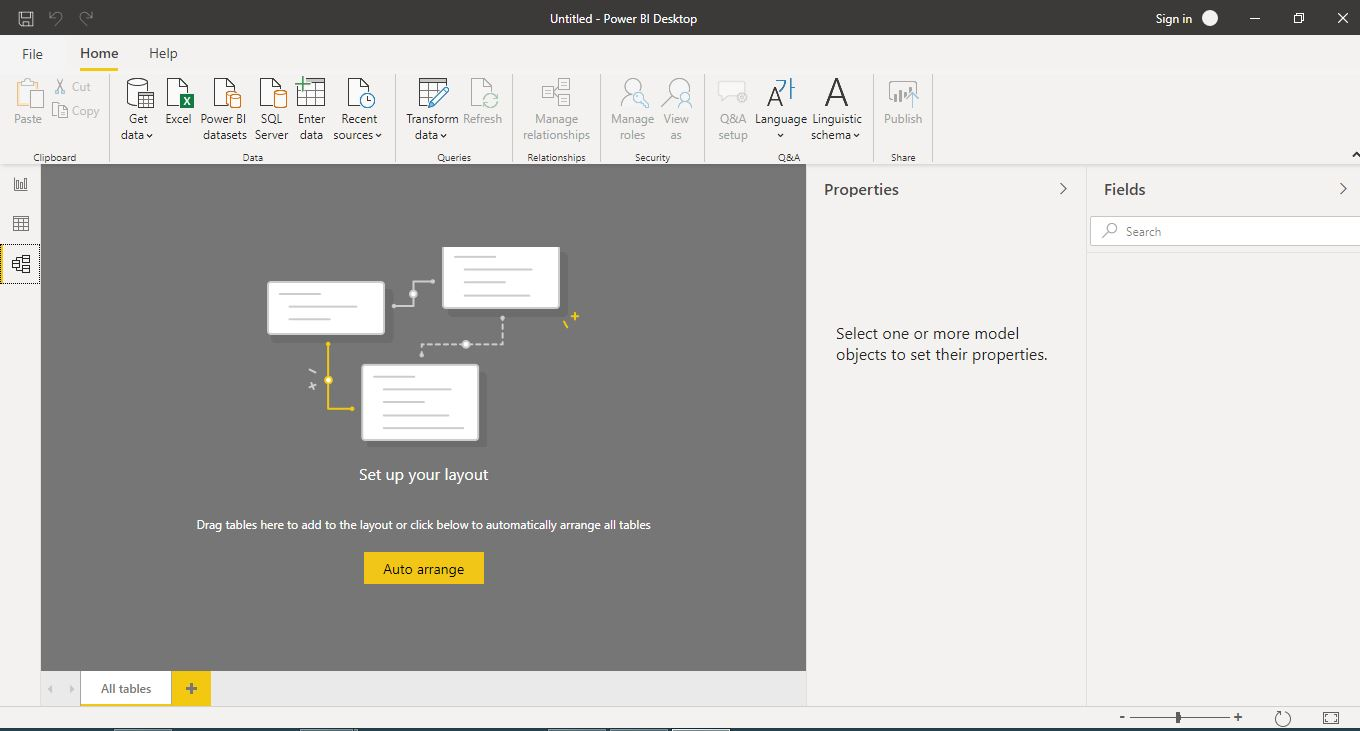 Untitled - Power BI Desktop
Sign in
File
Home
Help
Paste
Cut
Copy
Clipboard
Get
data
Excel
Power BI
datasets
SQL
Server
Enter
data
Recent
sources
Data
Transform
data
Refresh
Queries
Manage
relationships
Relationships
Manage
roles
View
as
Security
Q&A
setup
Language
Linguistic
schema
Q&A
Publish
Share
Set up your layout
Drag tables here to add to the layout or click below to automatically arrange all tables
Auto arrange
Properties
Select one or more model
objects to set their properties.
Fields
Search
All tables